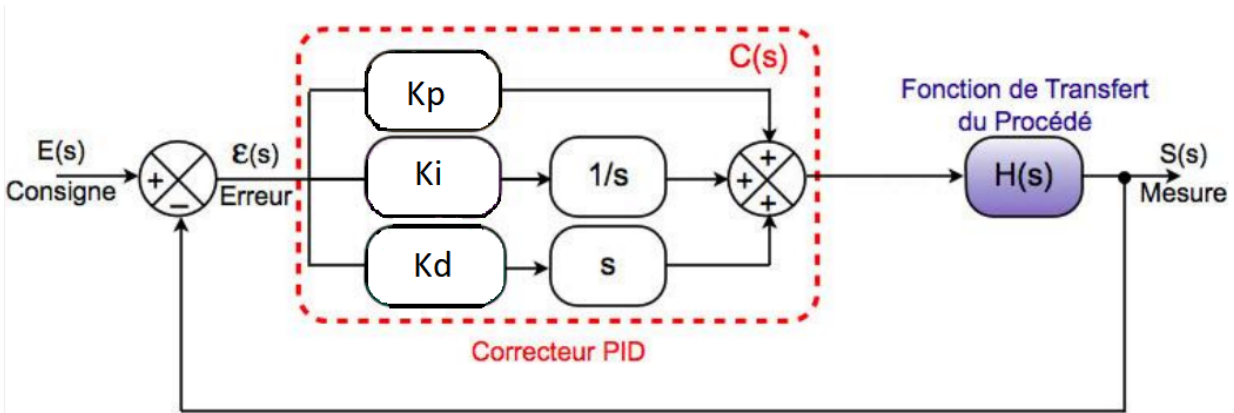 C(s)
Kp
Fonction de Transfert
du Procédé
E(s)
Consigne
+
−
ε(s)
Erreur
Ki
1/s
+
+
+
H(s)
S(s)
Mesure
Kd
s
Correcteur PID